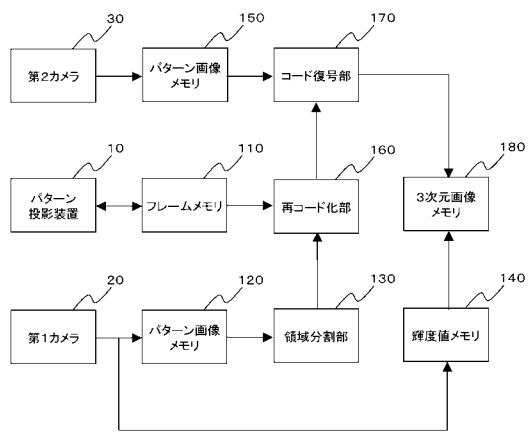 30
第2カメラ
150
パターン画像
メモリ
170
コード復号部
10
パターン
投影装置
110
フレームメモリ
160
再コード化部
180
3次元画像
メモリ
20
第1カメラ
120
パターン画像
メモリ
130
領域分割部
140
輝度値メモリ